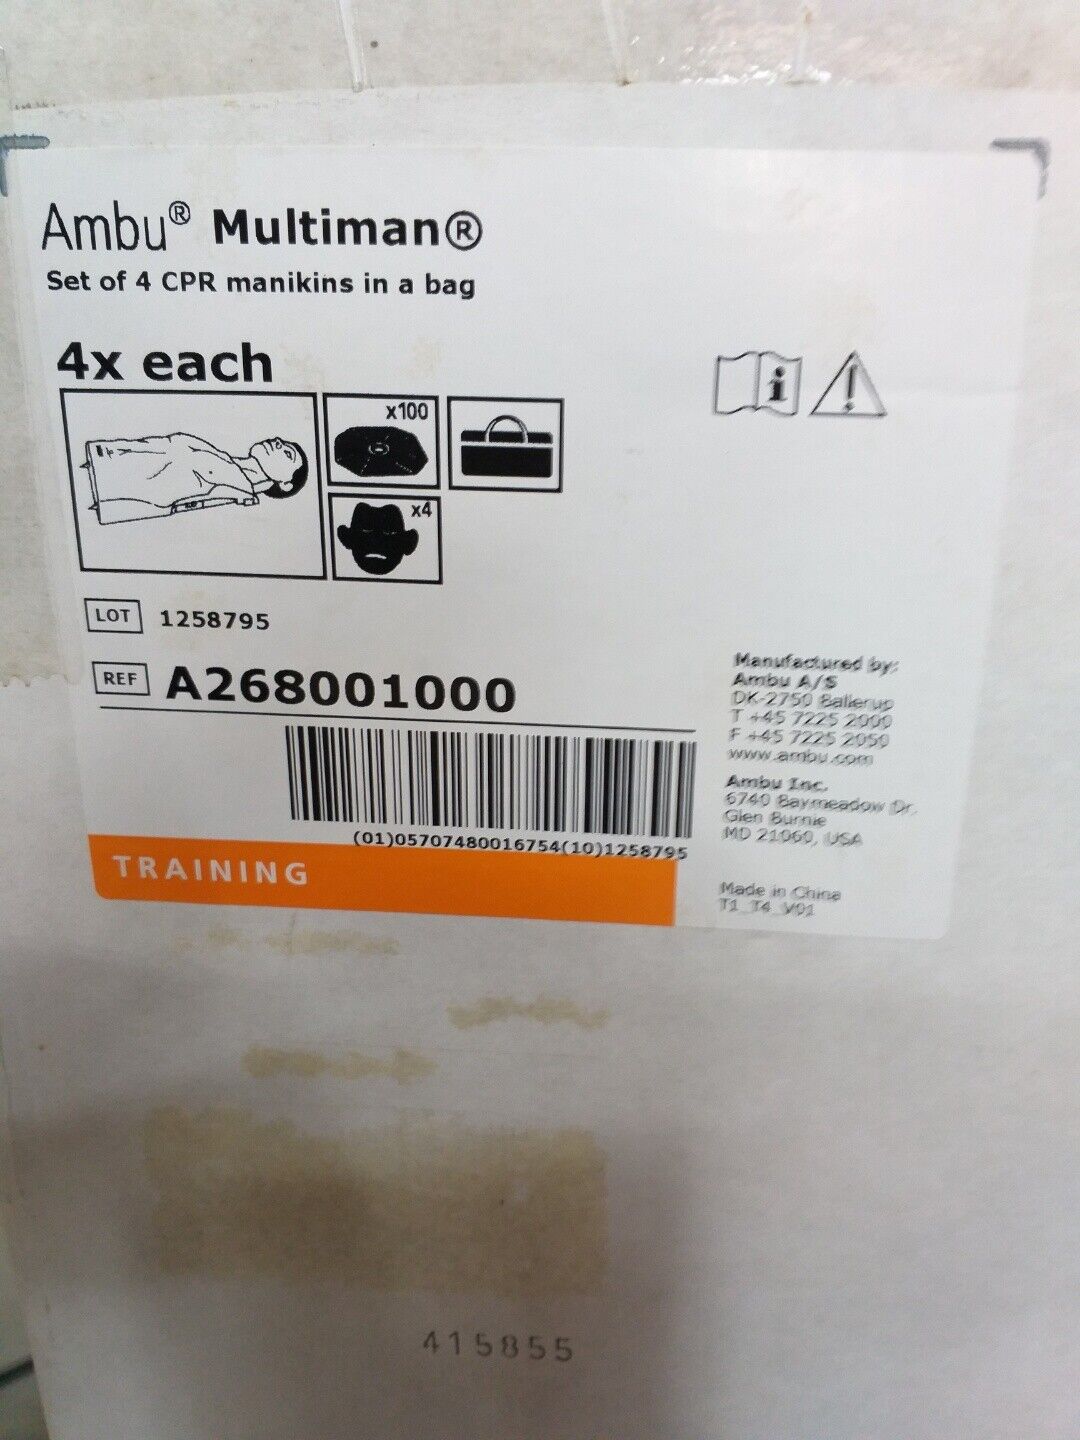 Ambu® Multiman®
Set of 4 CPR manikins in a bag
4x each
x100
x4
LOT 1258795
REF A268001000
(01)05707480016754(10)1258795
TRAINING
Manufactured by:
Ambu A/S
DK-2750 Ballerup
T +45 7225 2000
F +45 7225 2050
www.ambu.com
Ambu Inc.
6740 Baymeadow Dr.
Glen Burnie
MD 21060, USA
Made in China
T1_T4_V01
415855